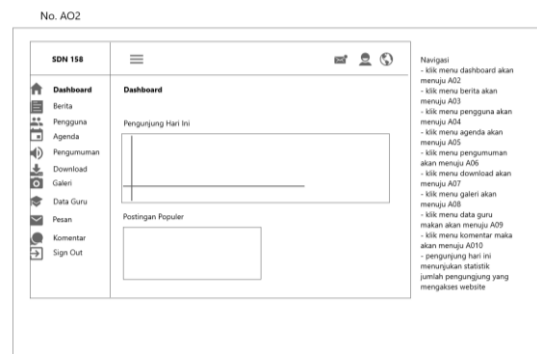 No. AO2
SDN 158
Dashboard
Berita
Pengguna
Agenda
Pengumuman
Download
Galeri
Data Guru
Pesan
Komentar
Sign Out
Dashboard
Pengunjung Hari Ini
Postingan Populer
Navigasi
- klik menu dashboard akan
menuju A02
- klik menu berita akan
menuju A03
- klik menu pengguna akan
menuju A04
- klik menu agenda akan
menuju A05
- klik menu pengumuman
akan menuju A06
- klik menu download akan
menuju A07
- klik menu galeri akan
menuju A08
- klik menu data guru
makan akan menuju A09
- klik menu komentar maka
akan menuju A010
- pengunjung hari ini
menunjukan statistik
jumlah pengungjung yang
mengakses website